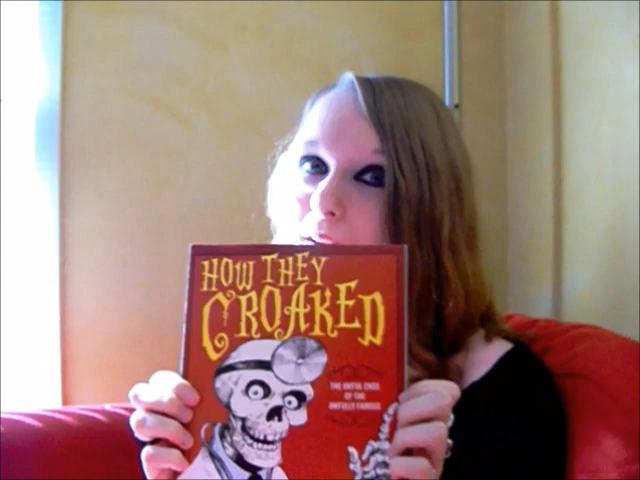 HOW THEY
CROAKED
THE AWFUL ENDS
OF THE
AWFULLY FAMOUS